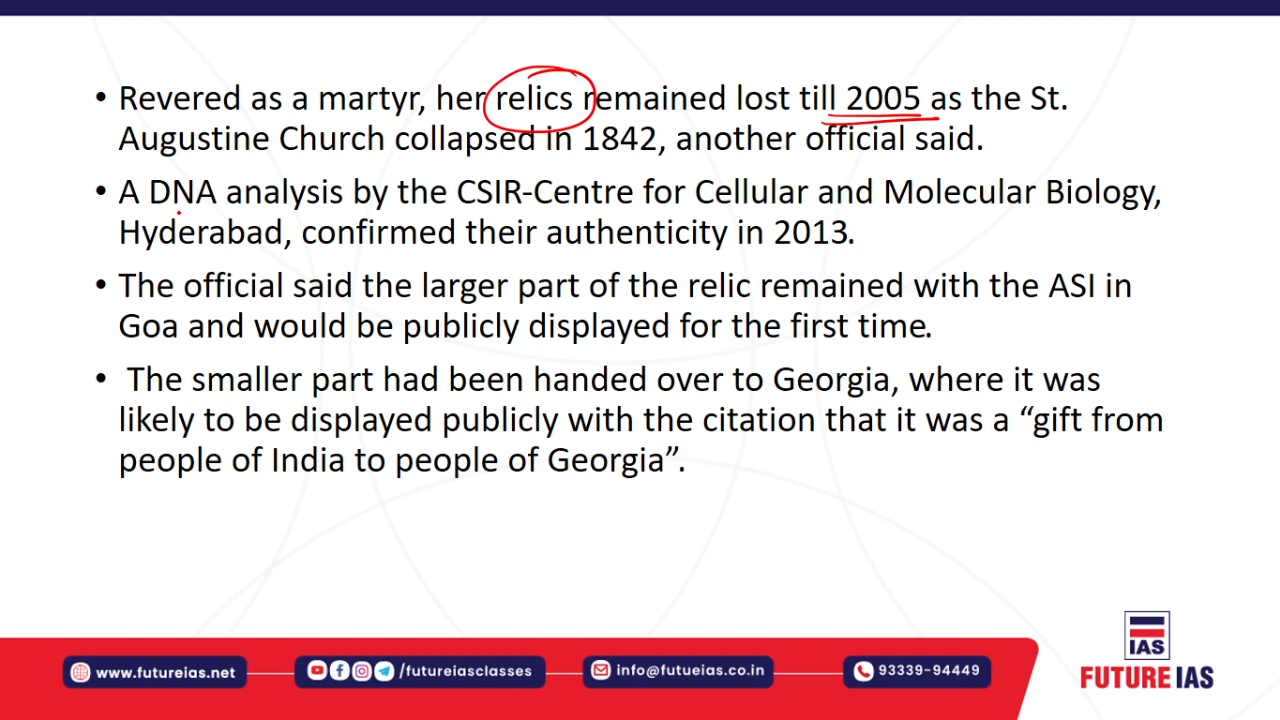 • Revered as a martyr, her relics remained lost till 2005 as the St.
Augustine Church collapsed in 1842, another official said.
• A DNA analysis by the CSIR-Centre for Cellular and Molecular Biology,
Hyderabad, confirmed their authenticity in 2013.
• The official said the larger part of the relic remained with the ASI in
Goa and would be publicly displayed for the first time.
• The smaller part had been handed over to Georgia, where it was
likely to be displayed publicly with the citation that it was a “gift from
people of India to people of Georgia”.
IAS
FUTURE IAS
www.futureias.net /futureiasclasses info@futueias.co.in 93339-94449